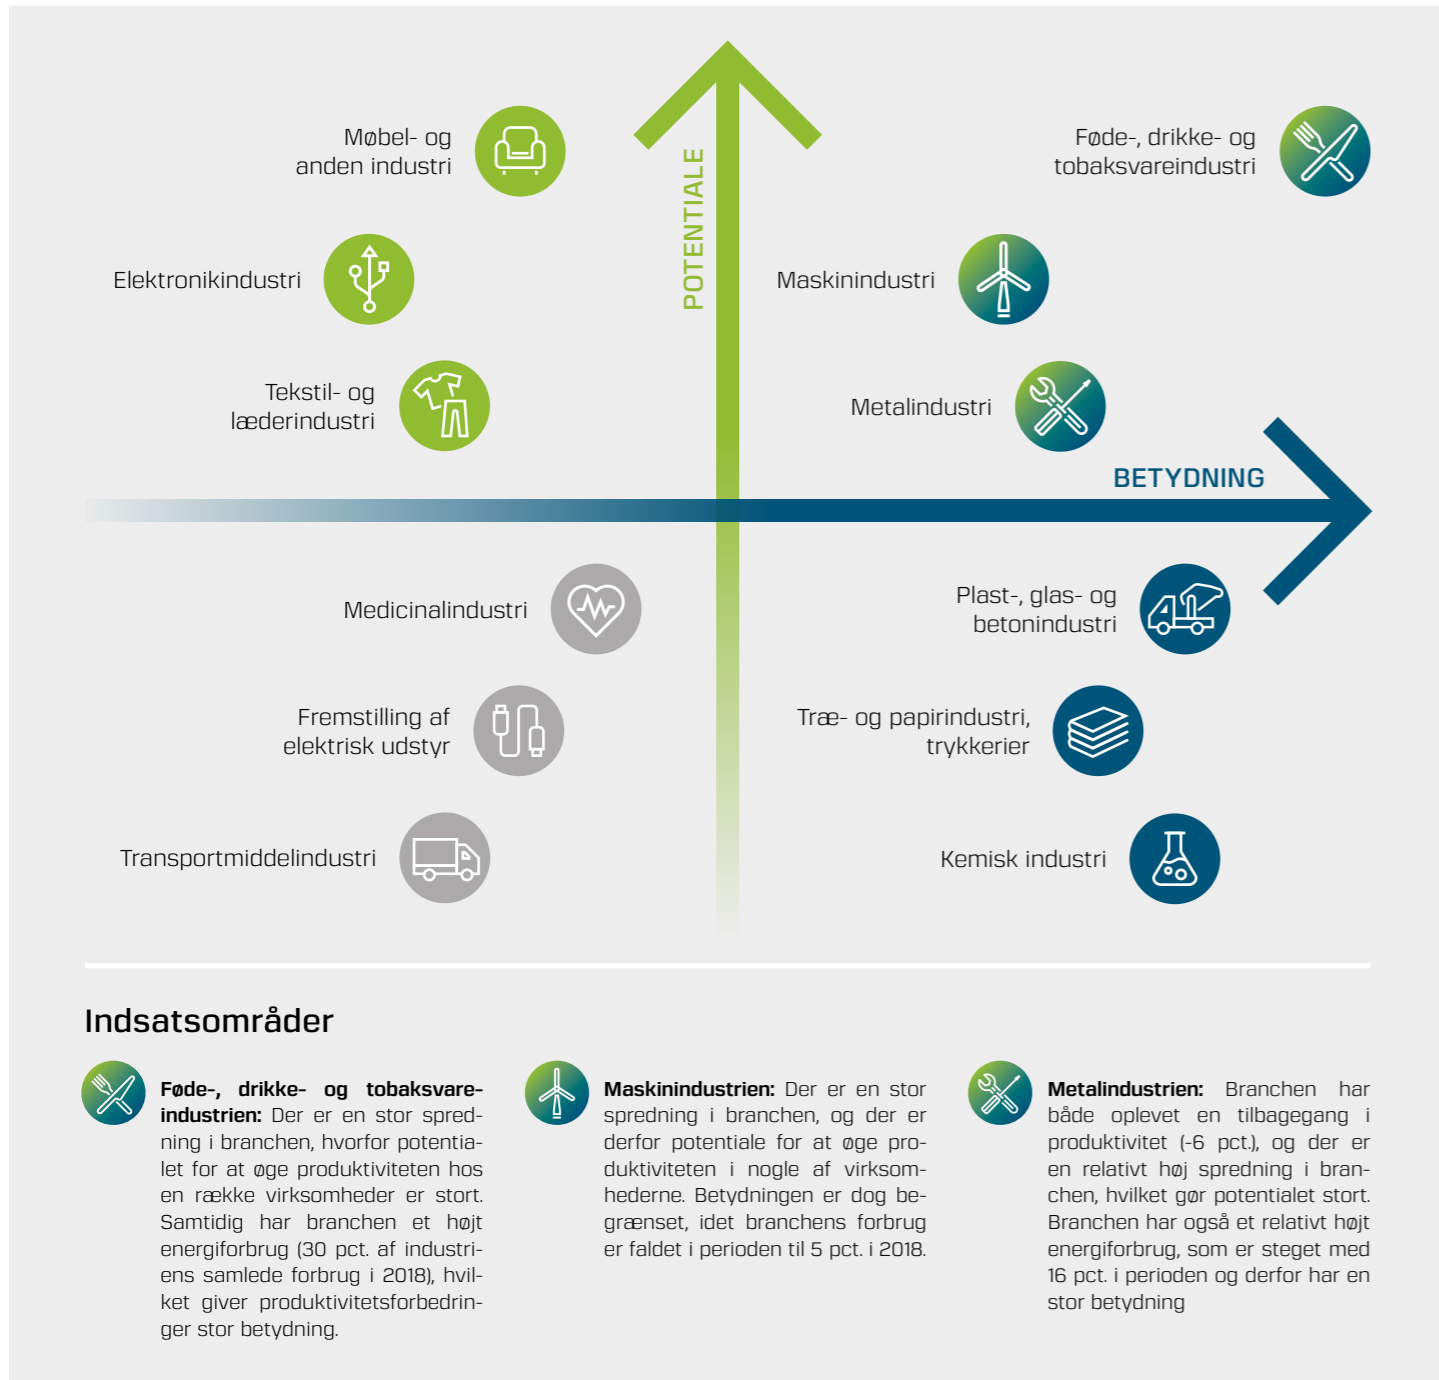 POTENTIALE
Møbel- og
anden industri
Føde-, drikke- og
tobaksvareindustri
Elektronikindustri
Maskinindustri
Tekstil- og
læderindustri
Metalindustri
BETYDNING
Medicinalindustri
Plast-, glas- og
betonindustri
Fremstilling af
elektrisk udstyr
Træ- og papirindustri,
trykkerier
Transportmiddelindustri
Kemisk industri
Indsatsområder
Føde-, drikke- og tobaksvare-
industrien: Der er en stor spred-
ning i branchen, hvorfor potentia-
let for at øge produktiviteten hos
en række virksomheder er stort.
Samtidig har branchen et højt
energiforbrug (30 pct. af industri-
ens samlede forbrug i 2018), hvil-
ket giver produktivitetsforbedrin-
ger stor betydning.
Maskinindustrien: Der er en stor
spredning i branchen, og der er
derfor potentiale for at øge pro-
duktiviteten i nogle af virksom-
hederne. Betydningen er dog be-
grænset, idet branchens forbrug
er faldet i perioden til 5 pct. i 2018.
Metalindustrien: Branchen har
både oplevet en tilbagegang i
produktivitet (-6 pct.), og der er
en relativt høj spredning i bran-
chen, hvilket gør potentialet stort.
Branchen har også et relativt højt
energiforbrug, som er steget med
16 pct. i perioden og derfor har en
stor betydning